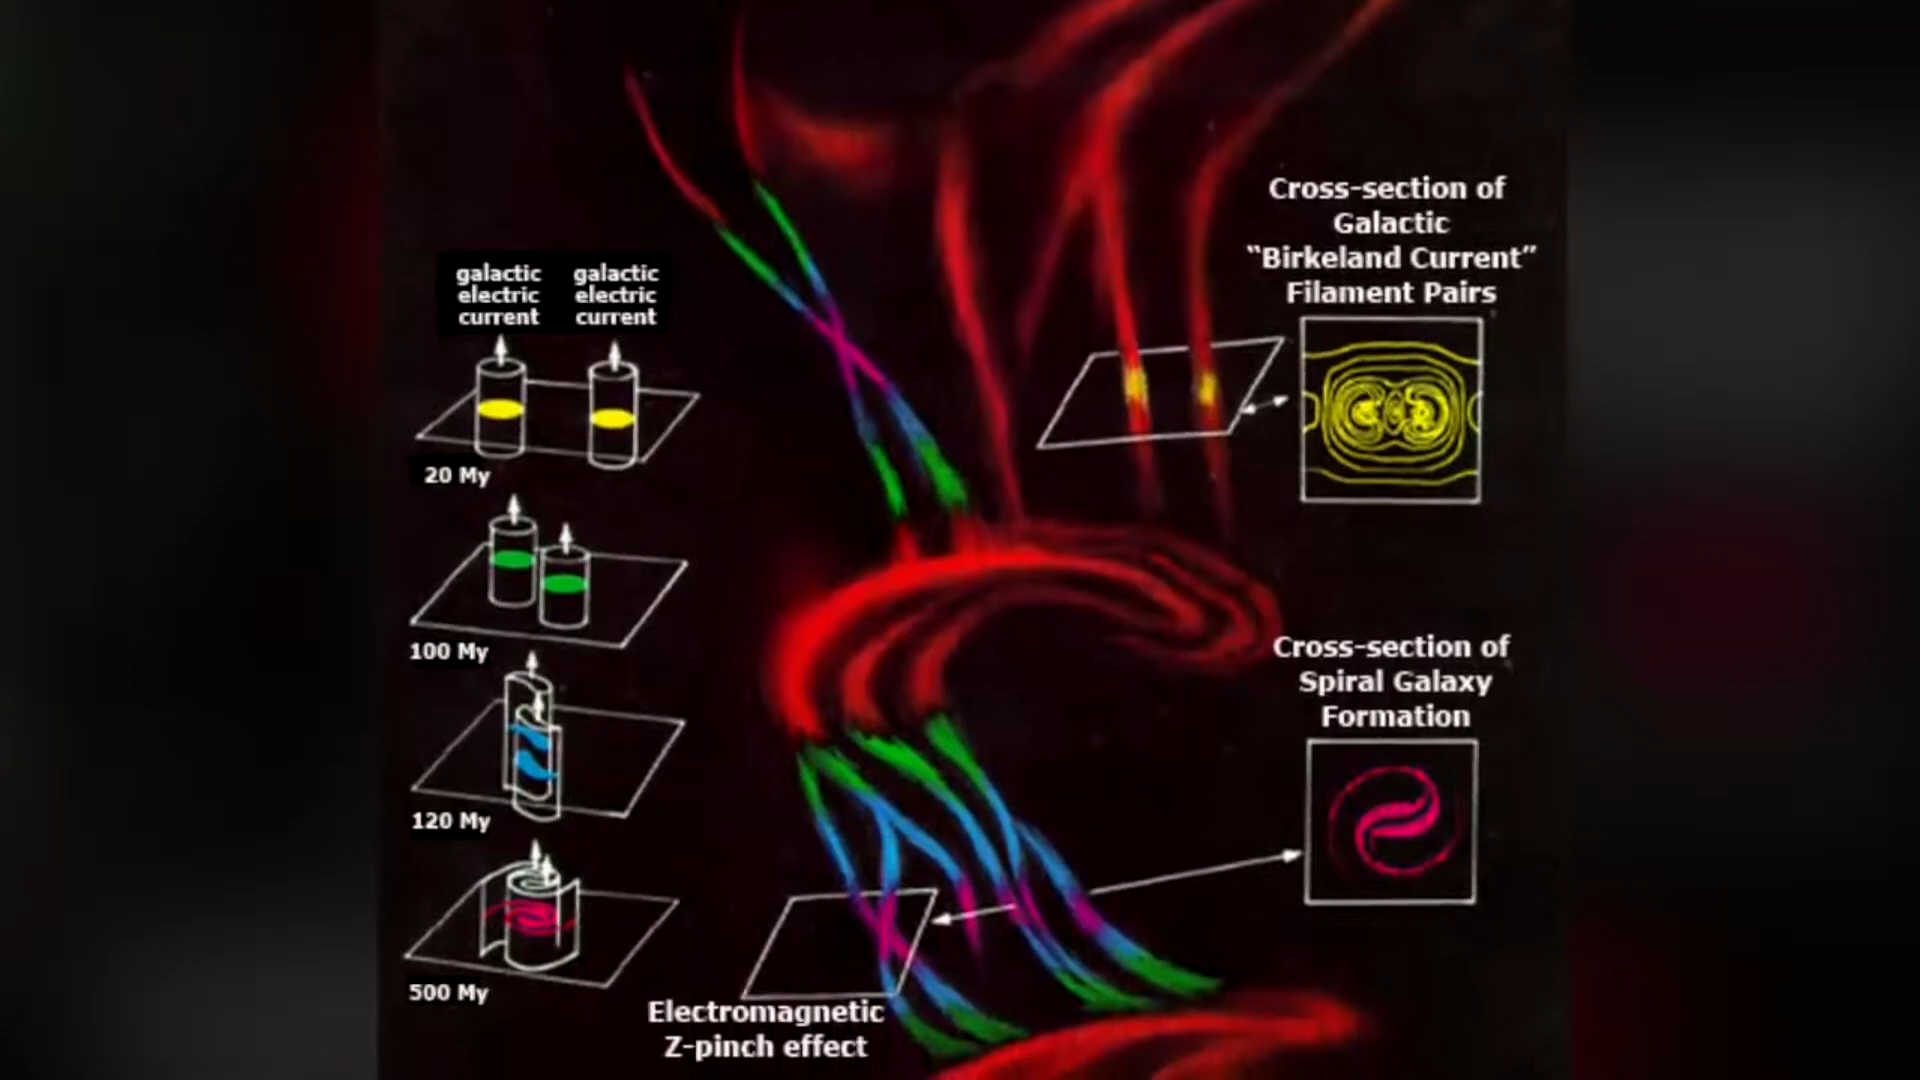 galactic
electric
current
galactic
electric
current
20 My
100 My
120 My
500 My
Electromagnetic
Z-pinch effect
Cross-section of
Galactic
“Birkeland Current”
Filament Pairs
Cross-section of
Spiral Galaxy
Formation